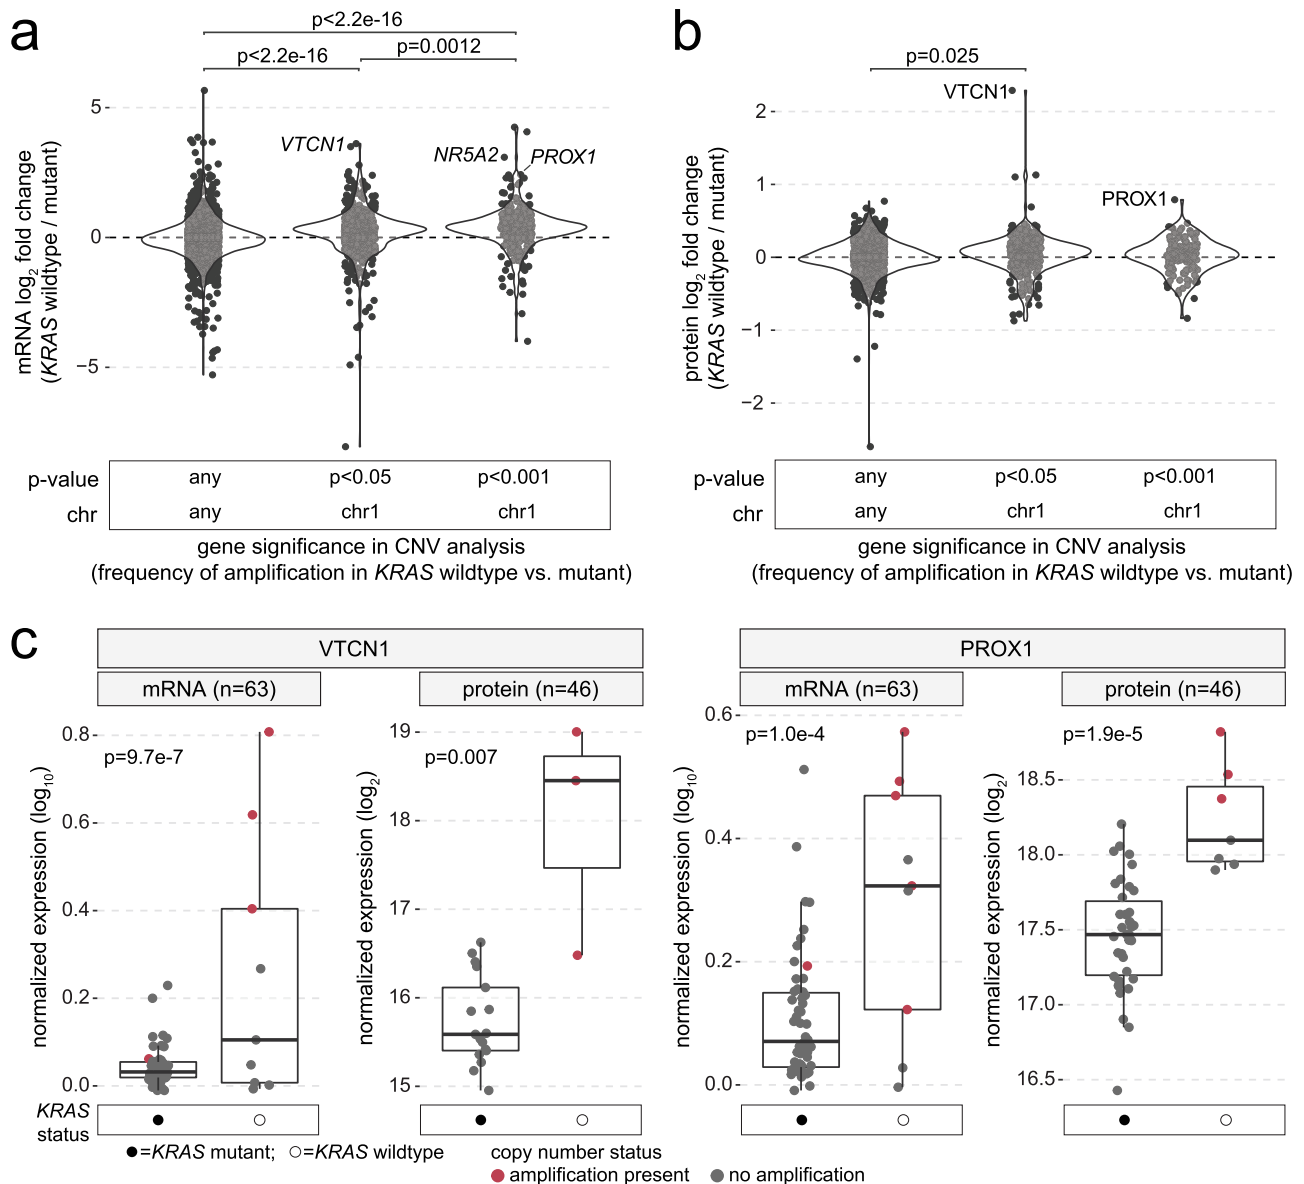 a
p<2.2e-16
p<2.2e-16
p=0.0012
VTCN1
NR5A2
PROX1
5
0
−5
mRNA log2 fold change
(KRAS wildtype / mutant)
p-value any p<0.05 p<0.001
chr any chr1 chr1
gene significance in CNV analysis
(frequency of amplification in KRAS wildtype vs. mutant)
b
p=0.025
VTCN1
PROX1
2
1
0
−1
−2
protein log2 fold change
(KRAS wildtype / mutant)
any p<0.05 p<0.001
p-value
chr
any chr1 chr1
gene significance in CNV analysis
(frequency of amplification in KRAS wildtype vs. mutant)
c
VTCN1
mRNA (n=63)
protein (n=46)
p=9.7e-7
0.8
0.6
0.4
0.2
0.0
normalized expression (log10)
p=0.007
19
18
17
16
15
normalized expression (log2)
PROX1
mRNA (n=63)
protein (n=46)
p=1.0e-4
0.6
0.4
0.2
0.0
normalized expression (log10)
p=1.9e-5
18.5
18.0
17.5
17.0
16.5
normalized expression (log2)
KRAS
status
=KRAS mutant; =KRAS wildtype
copy number status
amplification present no amplification